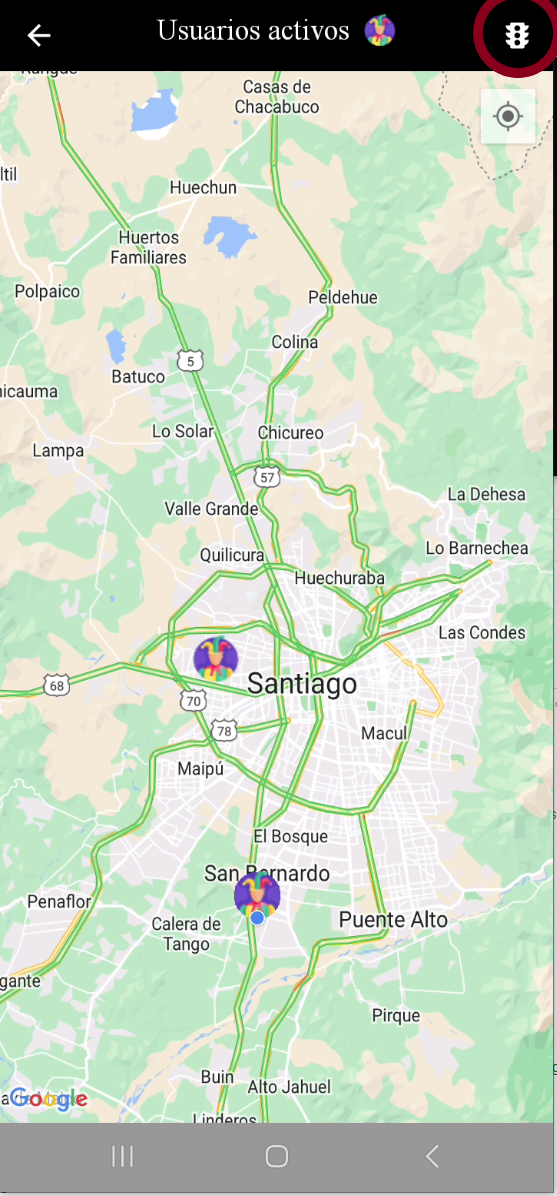 Usuarios activos
Rungue
Casas de
Chacabuco
ltil
Huechun
Huertos
Familiares
Polpaico
Peldehue
Colina
5
Batuco
nicauma
Lo Solar
Chicureo
Lampa
57
La Dehesa
Valle Grande
Lo Barnechea
Quilicura
Huechuraba
Las Condes
68
Santiago
70
78
Macul
Maipú
El Bosque
San Bernardo
Penaflor
Calera de
Tango
Puente Alto
gante
Pirque
Buin
Alto Jahuel
Google
Linderos